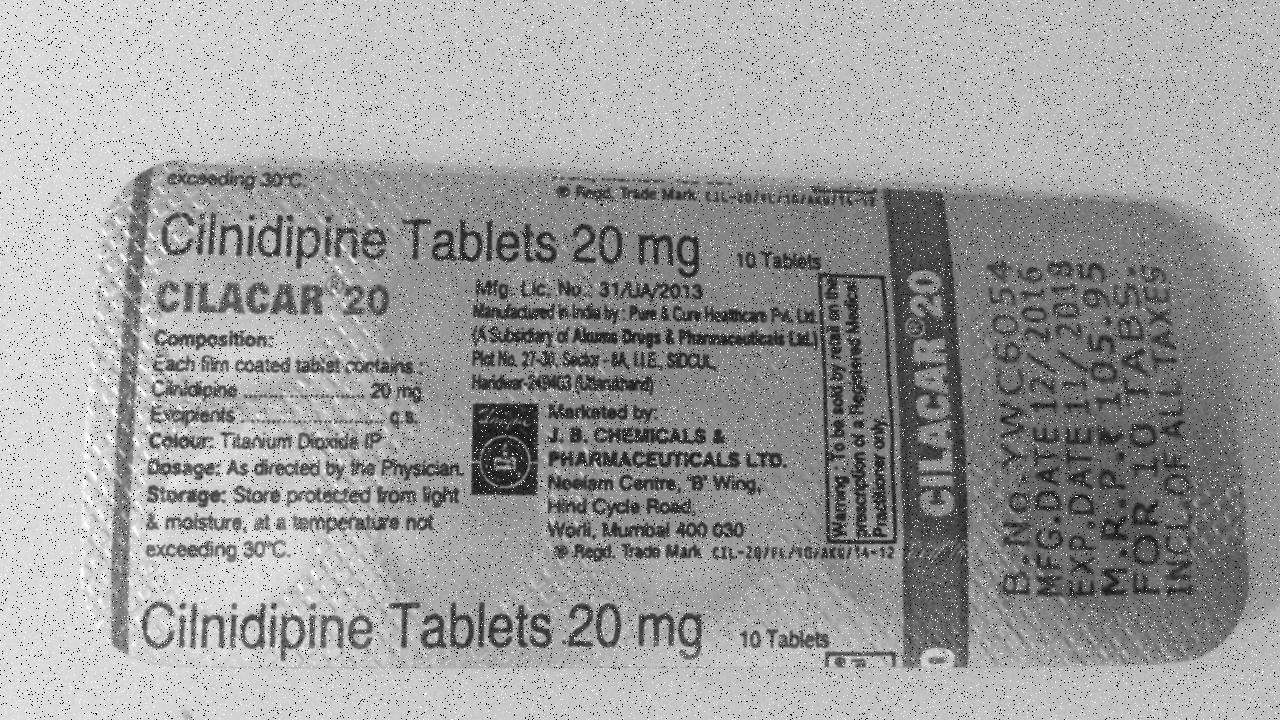 exceeding 30°C.
® Regd. Trade Mark
Cilnidipine Tablets 20 mg
10 Tablets
CILACAR® 20
Composition:
Each film coated tablet contains :
Cilnidipine ........................ 20 mg
Excipients ............................ q.s.
Colour: Titanium Dioxide IP
Dosage: As directed by the Physician.
Storage: Store protected from light
& moisture, at a temperature not
exceeding 30°C.
Mfg. Lic. No.: 31/UA/2013
Manufactured in India by : Pure & Cure Healthcare Pvt. Ltd.
(A Subsidiary of Akums Drugs & Pharmaceuticals Ltd.)
Plot No. 27-30, Sector - 8A, I.I.E., SIDCUL,
Haridwar-249403 (Uttarakhand)
Marketed by:
J. B. CHEMICALS &
PHARMACEUTICALS LTD.
Neelam Centre, 'B' Wing,
Hind Cycle Road,
Worli, Mumbai 400 030
® Regd. Trade Mark CIL-20/FC/10/AKU/14-12
Warning : To be sold by retail on the
prescription of a Registered Medical
Practitioner only.
CILACAR® 20
B.No.YWC6054
MFG.DATE 12/2016
EXP.DATE 11/2019
M.R.P.₹ 105.95
FOR 10 TABS.
INCL.OF ALL TAXES
Cilnidipine Tablets 20 mg
10 Tablets